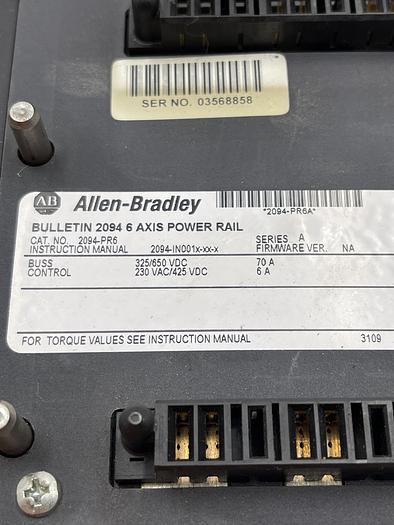 SER NO. 03568858
AB Allen-Bradley
*2094-PR6A*
BULLETIN 2094 6 AXIS POWER RAIL
CAT. NO. 2094-PR6 SERIES A
INSTRUCTION MANUAL 2094-IN001x-xx-x FIRMWARE VER. NA
BUSS 325/650 VDC 70 A
CONTROL 230 VAC/425 VDC 6 A
FOR TORQUE VALUES SEE INSTRUCTION MANUAL 3109